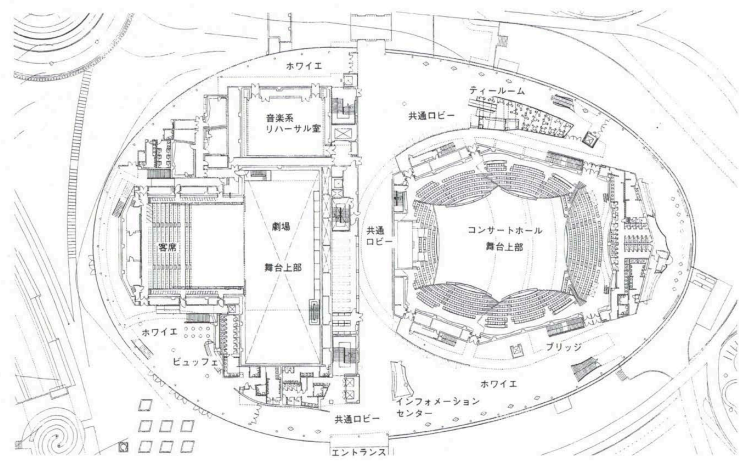 ホワイエ
ティールーム
音楽系
リハーサル室
共通ロビー
劇場
共通
ロビー
コンサートホール
客席
舞台上部
舞台上部
ホワイエ
ブリッジ
ビュッフェ
ホワイエ
インフォメーション
センター
共通ロビー
エントランス